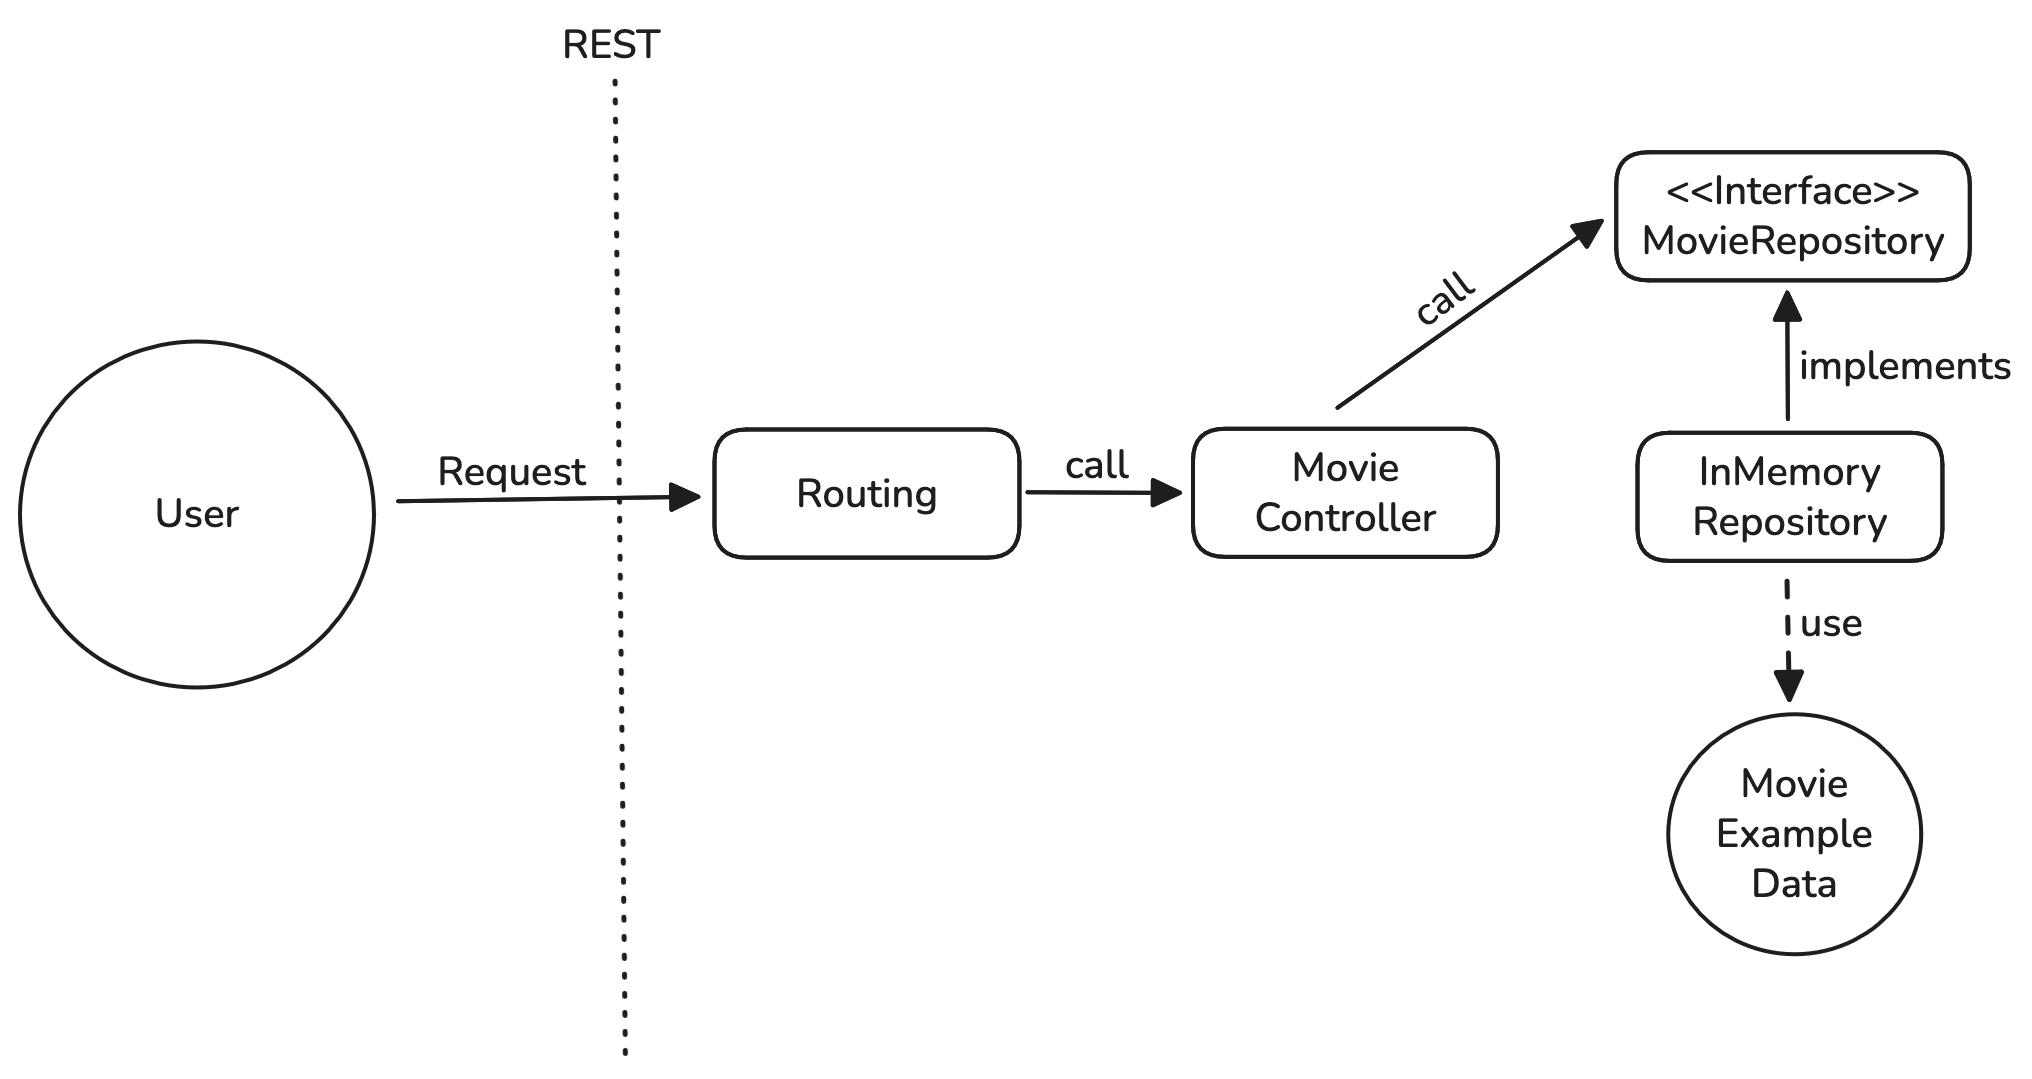 REST
<<Interface>>
MovieRepository
call
implements
User
Request
Routing
call
Movie
Controller
InMemory
Repository
use
Movie
Example
Data